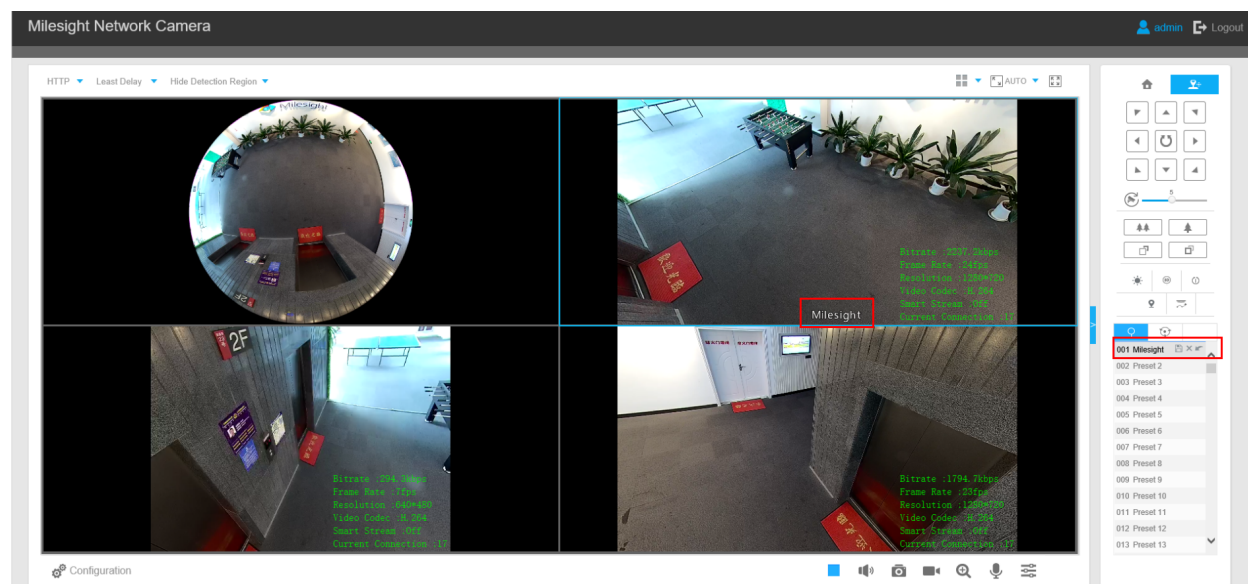 Milesight Network Camera
admin
Logout
HTTP
Least Delay
Hide Detection Region
AUTO
Milesight
Bitrate :2237.2kbps
Frame Rate :24fps
Resolution :1280*720
Video Codec :H.264
Smart Stream :Off
Current Connection :17
Milesight
2F
2F
Bitrate :294.3kbps
Frame Rate :7fps
Resolution :640*480
Video Codec :H.264
Smart Stream :Off
Current Connection :17
Bitrate :1794.7kbps
Frame Rate :23fps
Resolution :1280*720
Video Codec :H.264
Smart Stream :Off
Current Connection :17
5
001 Milesight
002 Preset 2
003 Preset 3
004 Preset 4
005 Preset 5
006 Preset 6
007 Preset 7
008 Preset 8
009 Preset 9
010 Preset 10
011 Preset 11
012 Preset 12
013 Preset 13
Configuration